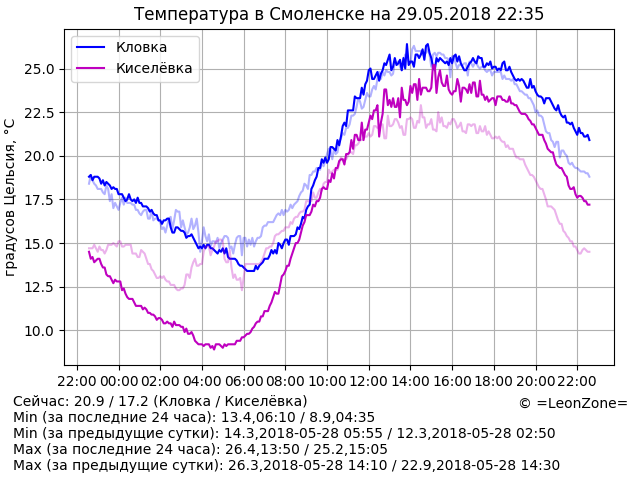 Температура в Смоленске на 29.05.2018 22:35
Кловка
Киселёвка
градусов Цельсия, °C
25.0
22.5
20.0
17.5
15.0
12.5
10.0
22:00 00:00 02:00 04:00 06:00 08:00 10:00 12:00 14:00 16:00 18:00 20:00 22:00
Сейчас: 20.9 / 17.2 (Кловка / Киселёвка)
© =LeonZone=
Min (за последние 24 часа): 13.4,06:10 / 8.9,04:35
Min (за предыдущие сутки): 14.3,2018-05-28 05:55 / 12.3,2018-05-28 02:50
Max (за последние 24 часа): 26.4,13:50 / 25.2,15:05
Max (за предыдущие сутки): 26.3,2018-05-28 14:10 / 22.9,2018-05-28 14:30